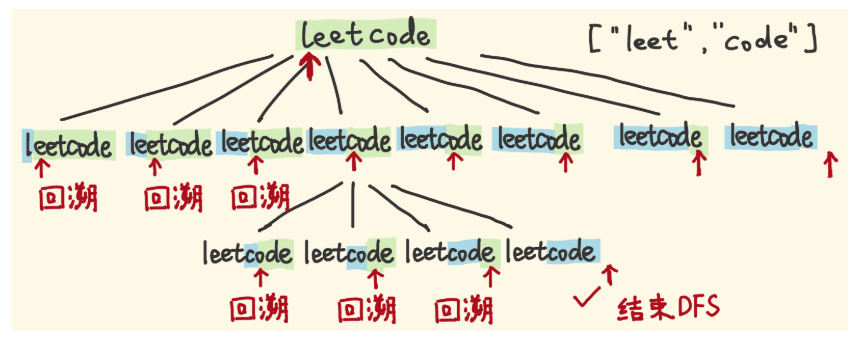 leetcode ["leet","code"]
leetcode leetcode leetcode leetcode leetcode leetcode leetcode leetcode
回溯 回溯 回溯
leetcode leetcode leetcode leetcode
回溯 回溯 回溯 结束DFS